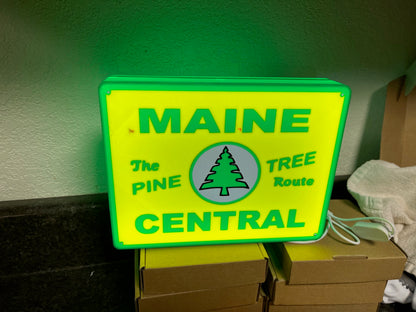 MAINE
The PINE TREE Route
CENTRAL